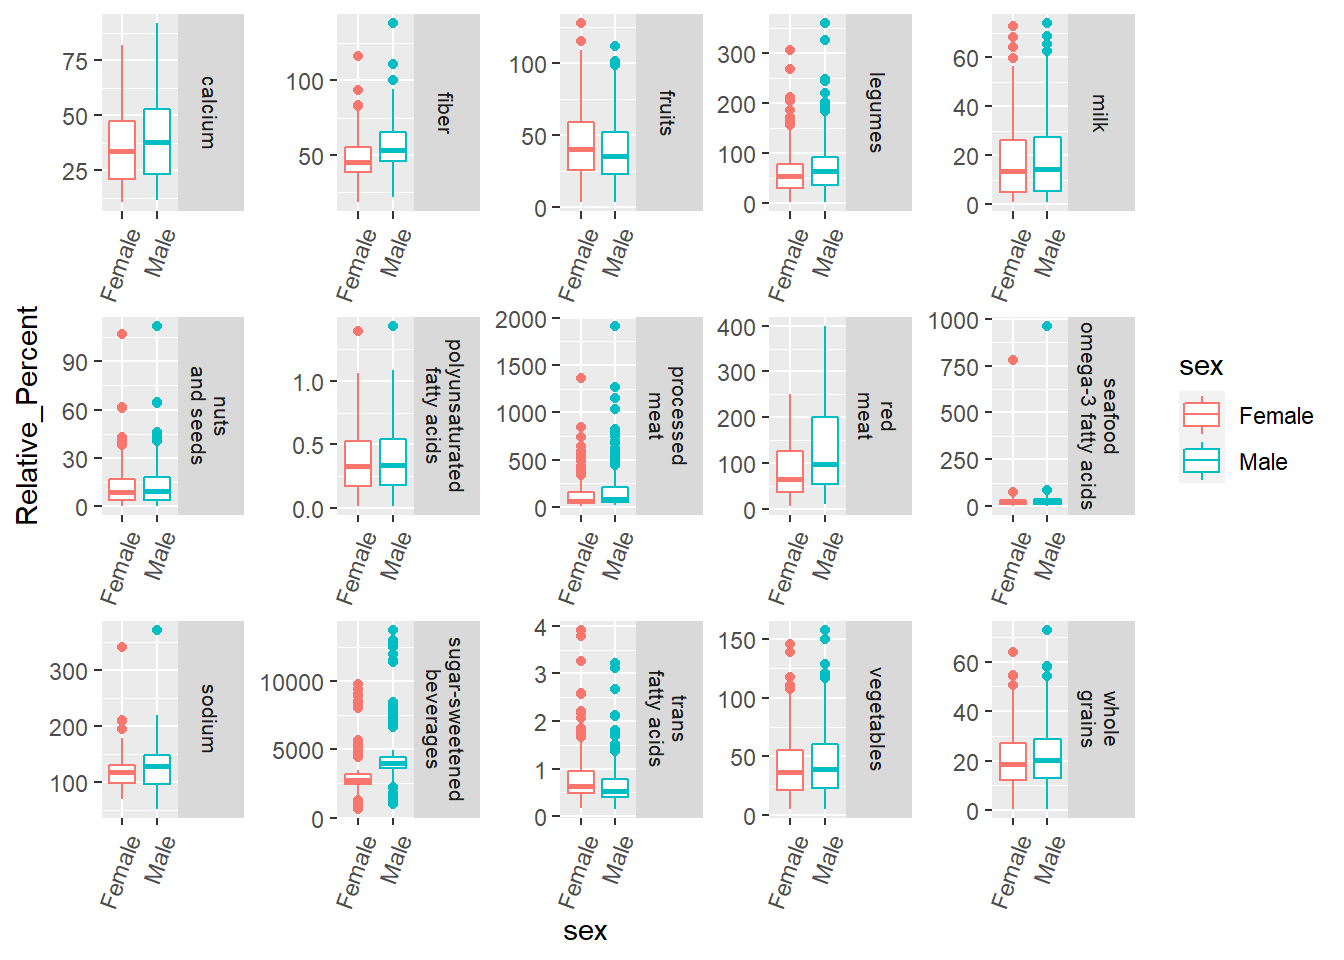 Relative_Percent
75
50
25
calcium
Female
Male
100
50
fiber
Female
Male
100
50
0
fruits
Female
Male
300
200
100
0
legumes
Female
Male
60
40
20
0
milk
Female
Male
90
60
30
0
nuts
and seeds
Female
Male
1.0
0.5
0.0
polyunsaturated
fatty acids
Female
Male
2000
1500
1000
500
0
processed
meat
Female
Male
400
300
200
100
0
red
meat
Female
Male
1000
750
500
250
0
seafood
omega-3 fatty acids
Female
Male
300
200
100
sodium
Female
Male
10000
5000
0
sugar-sweetened
beverages
Female
Male
4
3
2
1
0
trans
fatty acids
Female
Male
150
100
50
0
vegetables
Female
Male
60
40
20
0
whole
grains
Female
Male
sex
sex
Female
Male